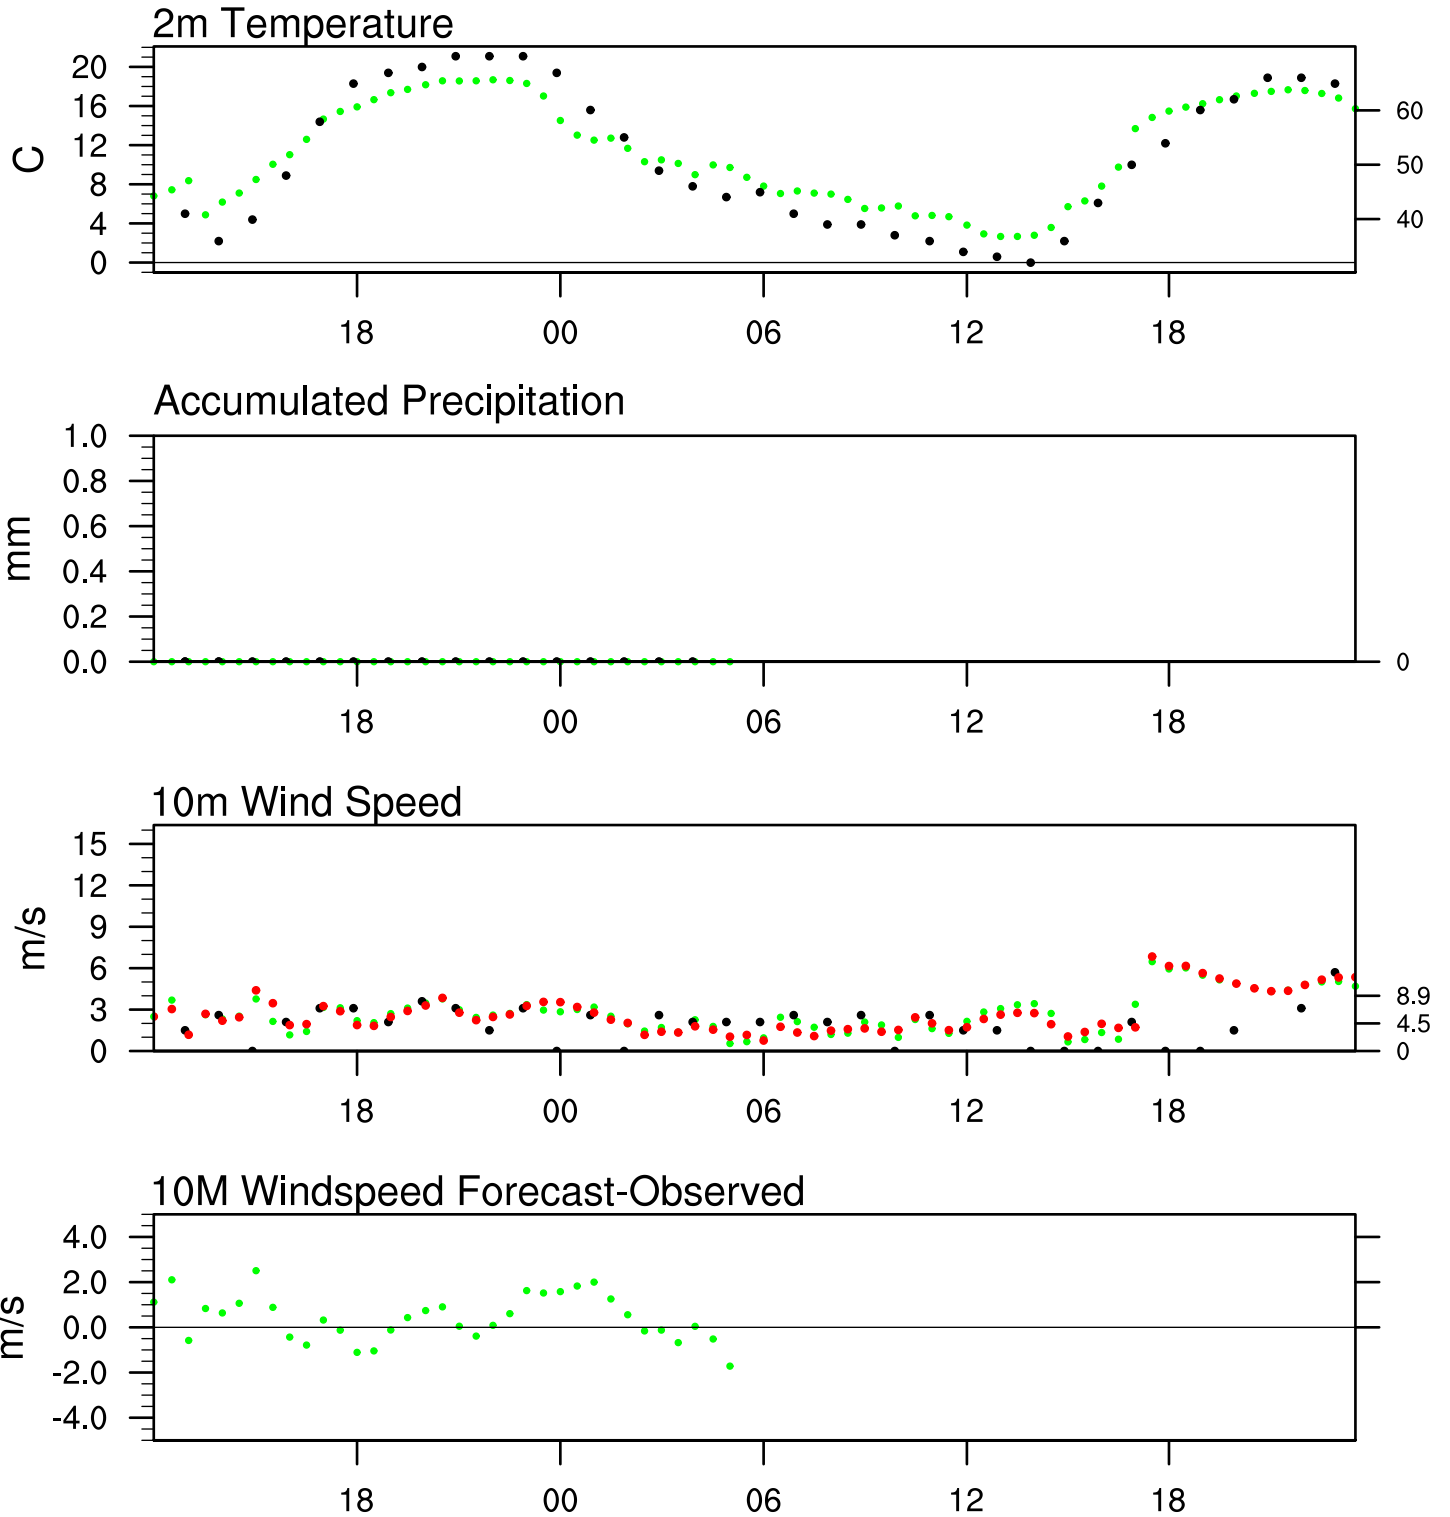 2m Temperature
20
16
12
8
4
0
C
60
50
40
18 00 06 12 18
Accumulated Precipitation
1.0
0.8
0.6
0.4
0.2
0.0
mm
0
18 00 06 12 18
10m Wind Speed
15
12
9
6
3
0
m/s
8.9
4.5
0
18 00 06 12 18
10M Windspeed Forecast-Observed
4.0
2.0
0.0
-2.0
-4.0
m/s
18 00 06 12 18